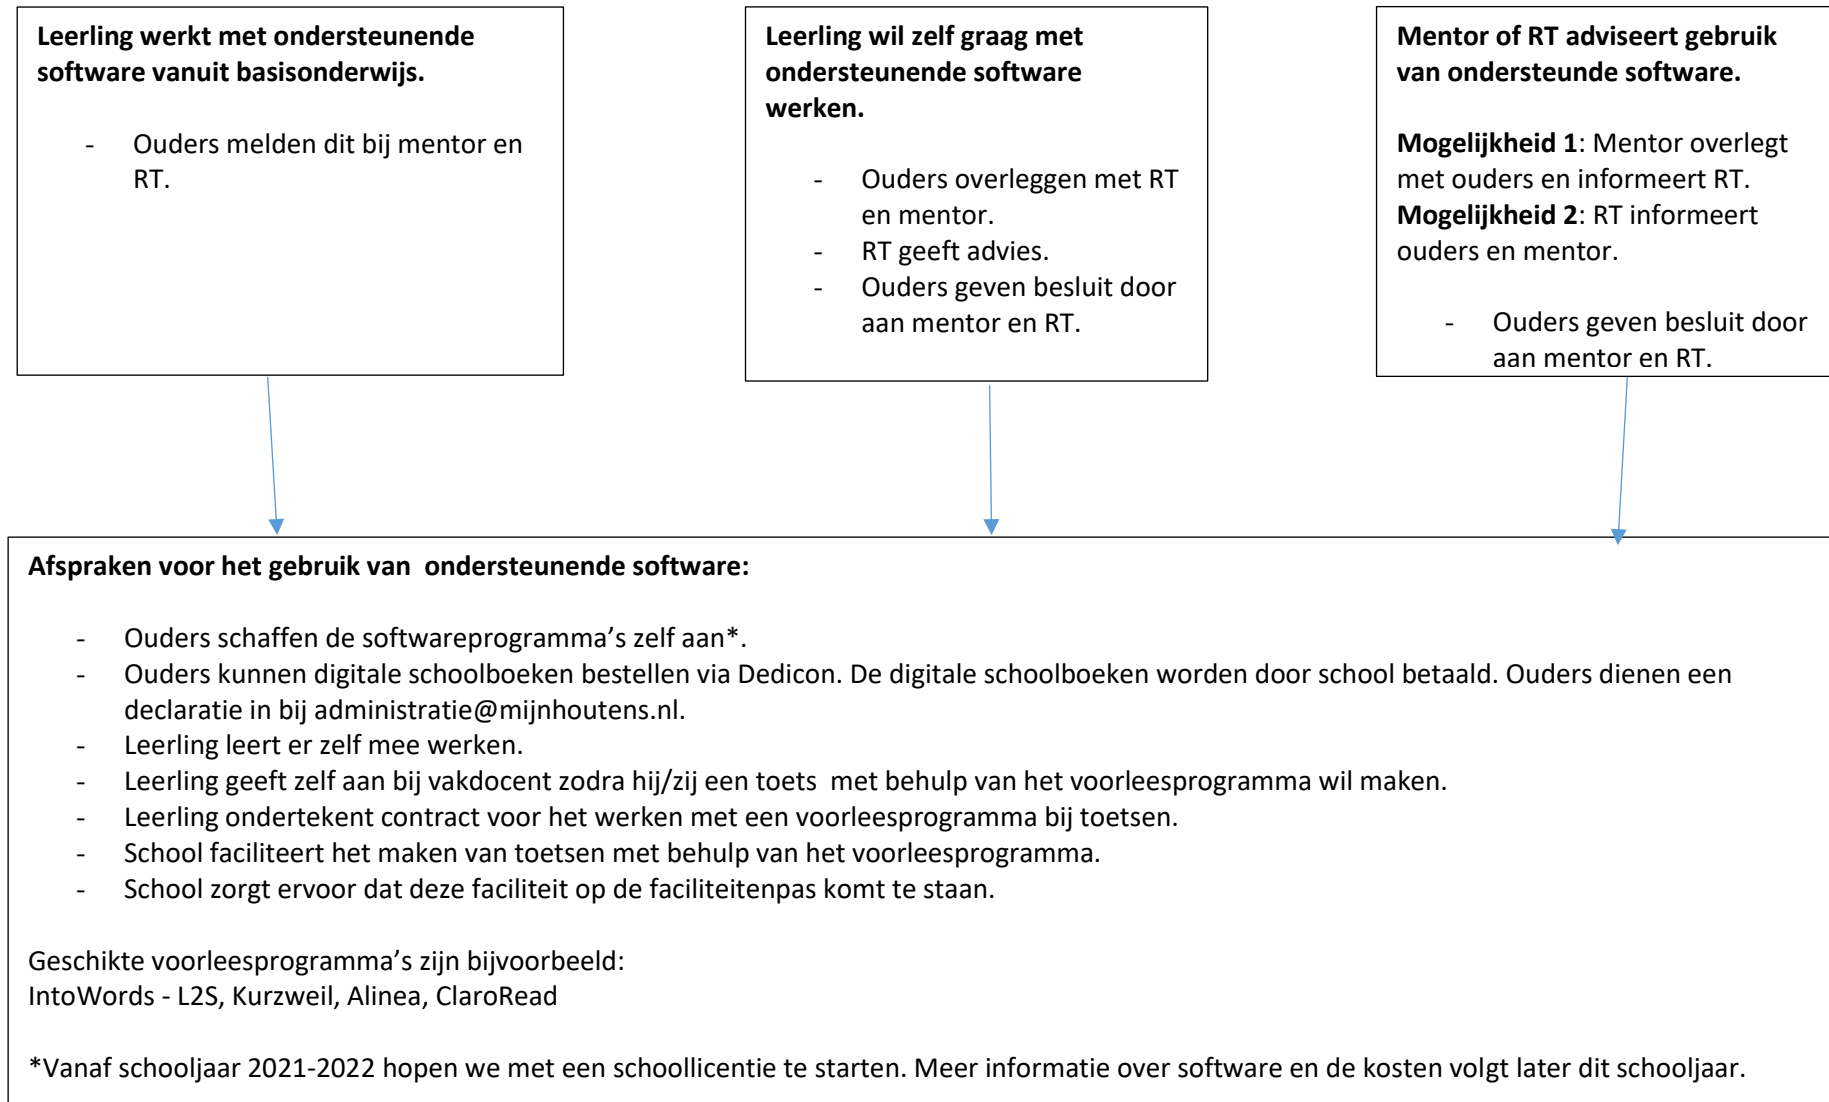 Leerling werkt met ondersteunende
software vanuit basisonderwijs.
- Ouders melden dit bij mentor en
RT.
Leerling wil zelf graag met
ondersteunende software
werken.
- Ouders overleggen met RT
en mentor.
- RT geeft advies.
- Ouders geven besluit door
aan mentor en RT.
Mentor of RT adviseert gebruik
van ondersteunde software.
Mogelijkheid 1: Mentor overlegt
met ouders en informeert RT.
Mogelijkheid 2: RT informeert
ouders en mentor.
- Ouders geven besluit door
aan mentor en RT.
Afspraken voor het gebruik van  ondersteunende software:
- Ouders schaffen de softwareprogramma’s zelf aan*.
- Ouders kunnen digitale schoolboeken bestellen via Dedicon. De digitale schoolboeken worden door school betaald. Ouders dienen een
declaratie in bij administratie@mijnhoutens.nl.
- Leerling leert er zelf mee werken.
- Leerling geeft zelf aan bij vakdocent zodra hij/zij een toets  met behulp van het voorleesprogramma wil maken.
- Leerling ondertekent contract voor het werken met een voorleesprogramma bij toetsen.
- School faciliteert het maken van toetsen met behulp van het voorleesprogramma.
- School zorgt ervoor dat deze faciliteit op de faciliteitenpas komt te staan.
Geschikte voorleesprogramma’s zijn bijvoorbeeld:
IntoWords - L2S, Kurzweil, Alinea, ClaroRead
*Vanaf schooljaar 2021-2022 hopen we met een schoollicentie te starten. Meer informatie over software en de kosten volgt later dit schooljaar.